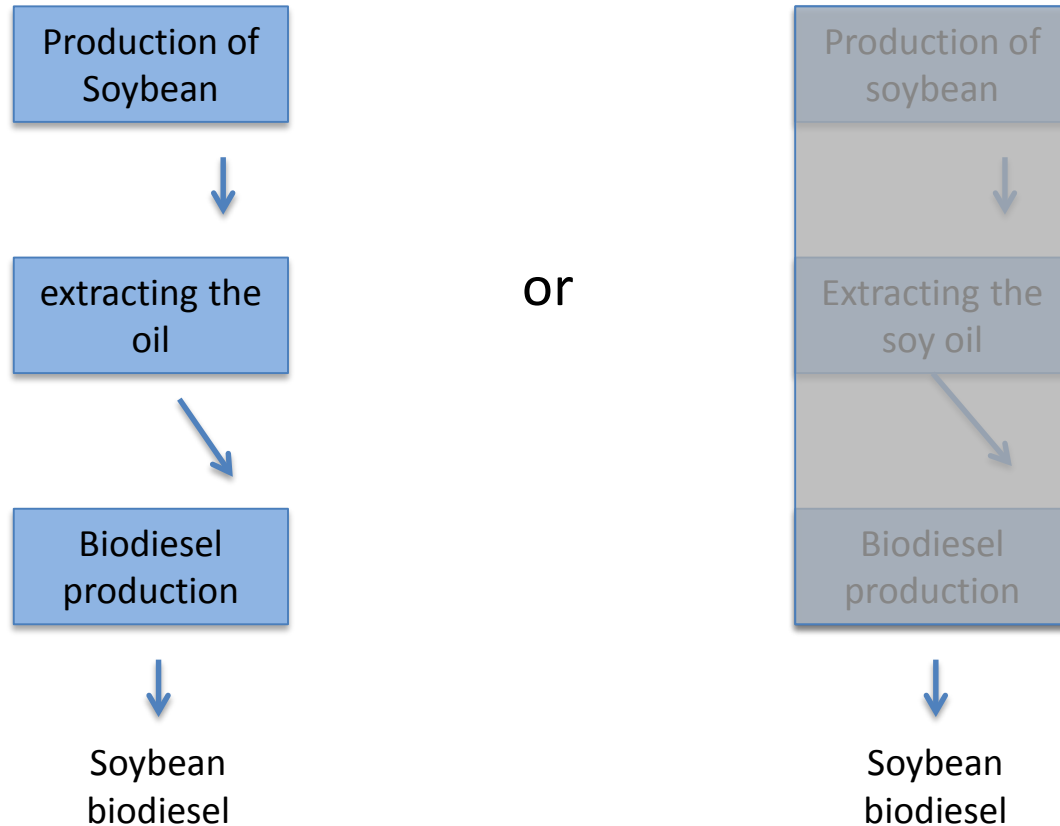 Production of
Soybean
extracting the
oil
Biodiesel
production
Soybean
biodiesel
or
Production of
soybean
Extracting the
soy oil
Biodiesel
production
Soybean
biodiesel